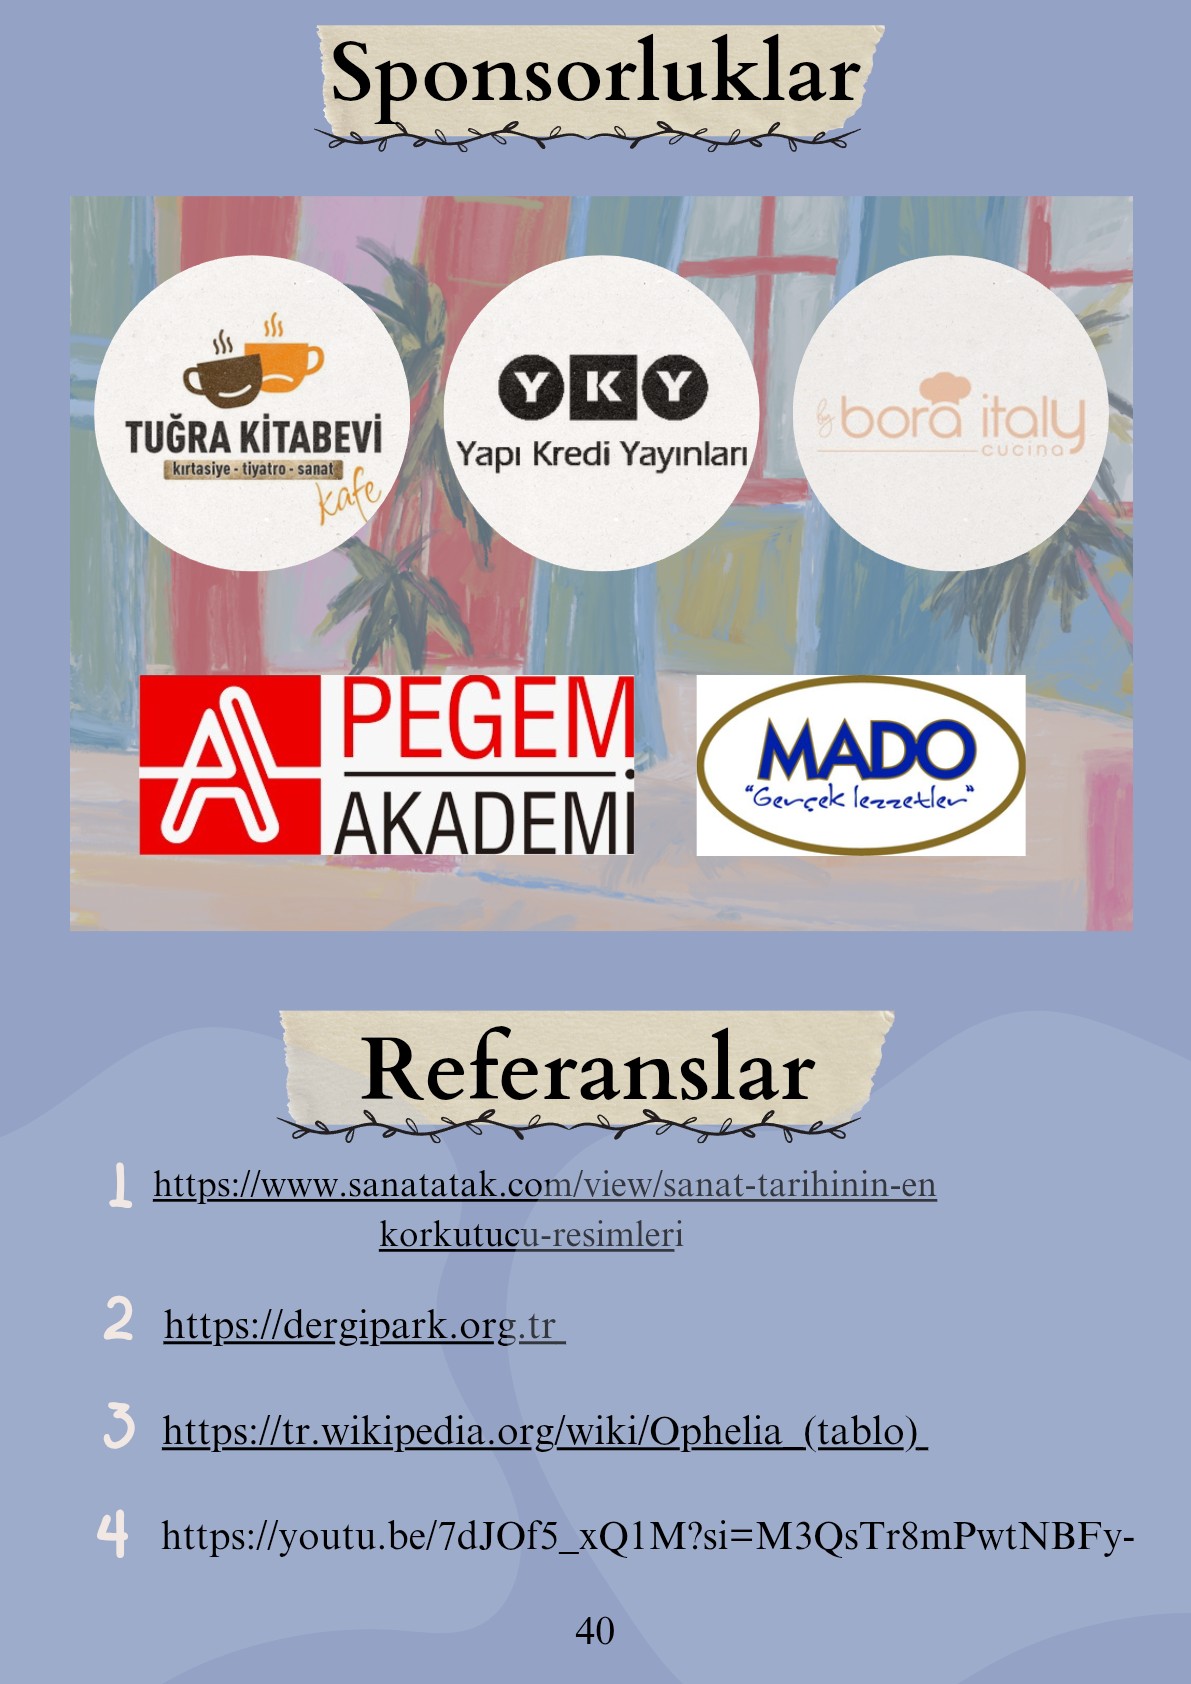 Sponsorluklar
TUĞRA KİTABEVİ
kırtasiye - tiyatro - sanat
kafe
YKY
Yapı Kredi Yayınları
by bora italy
cucina
PEGEM
AKADEMİ
MADO
"Gerçek lezzetler"
Referanslar
1 https://www.sanatatak.com/view/sanat-tarihinin-en
korkutucu-resimleri
2 https://dergipark.org.tr
3 https://tr.wikipedia.org/wiki/Ophelia_(tablo)
4 https://youtu.be/7dJOf5_xQ1M?si=M3QsTr8mPwtNBFy-
40